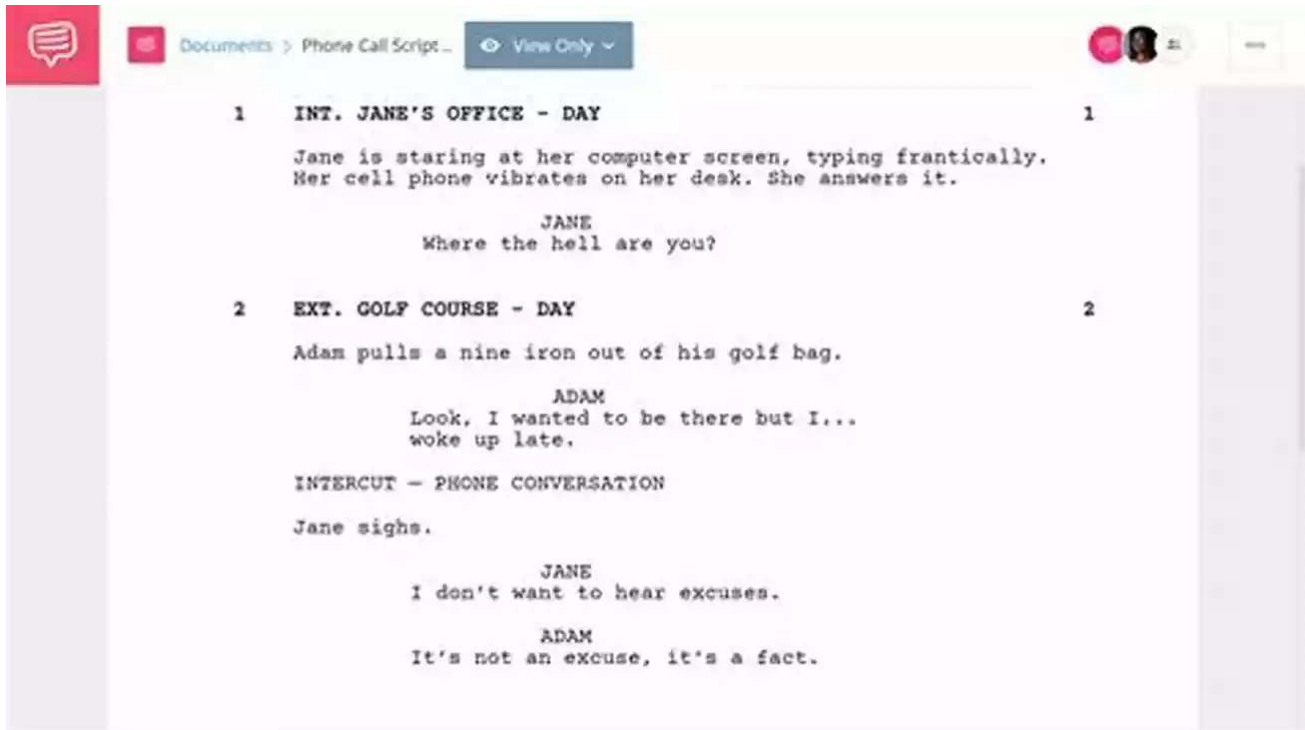 Documents > Phone Call Script... View Only
1 INT. JANE'S OFFICE - DAY 1
Jane is staring at her computer screen, typing frantically.
Her cell phone vibrates on her desk. She answers it.
JANE
Where the hell are you?
2 EXT. GOLF COURSE - DAY 2
Adam pulls a nine iron out of his golf bag.
ADAM
Look, I wanted to be there but I...
woke up late.
INTERCUT — PHONE CONVERSATION
Jane sighs.
JANE
I don't want to hear excuses.
ADAM
It's not an excuse, it's a fact.